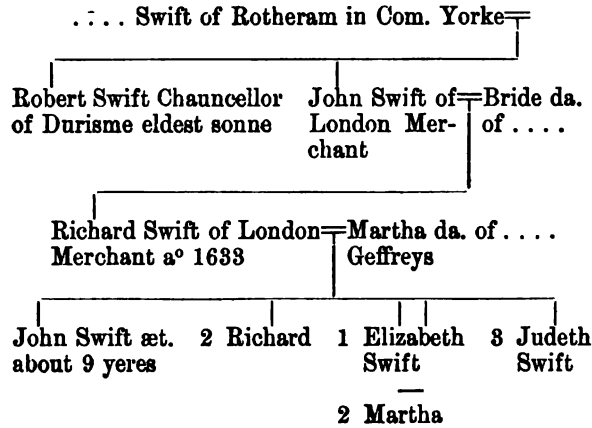 .... Swift of Rotheram in Com. Yorke
Robert Swift Chauncellor
of Durisme eldest sonne
John Swift of
London Mer-
chant
Bride da.
of ....
Richard Swift of London
Merchant aº 1633
Martha da. of ....
Geffreys
John Swift æt.
about 9 yeres
2 Richard
1 Elizabeth
Swift
2 Martha
3 Judeth
Swift